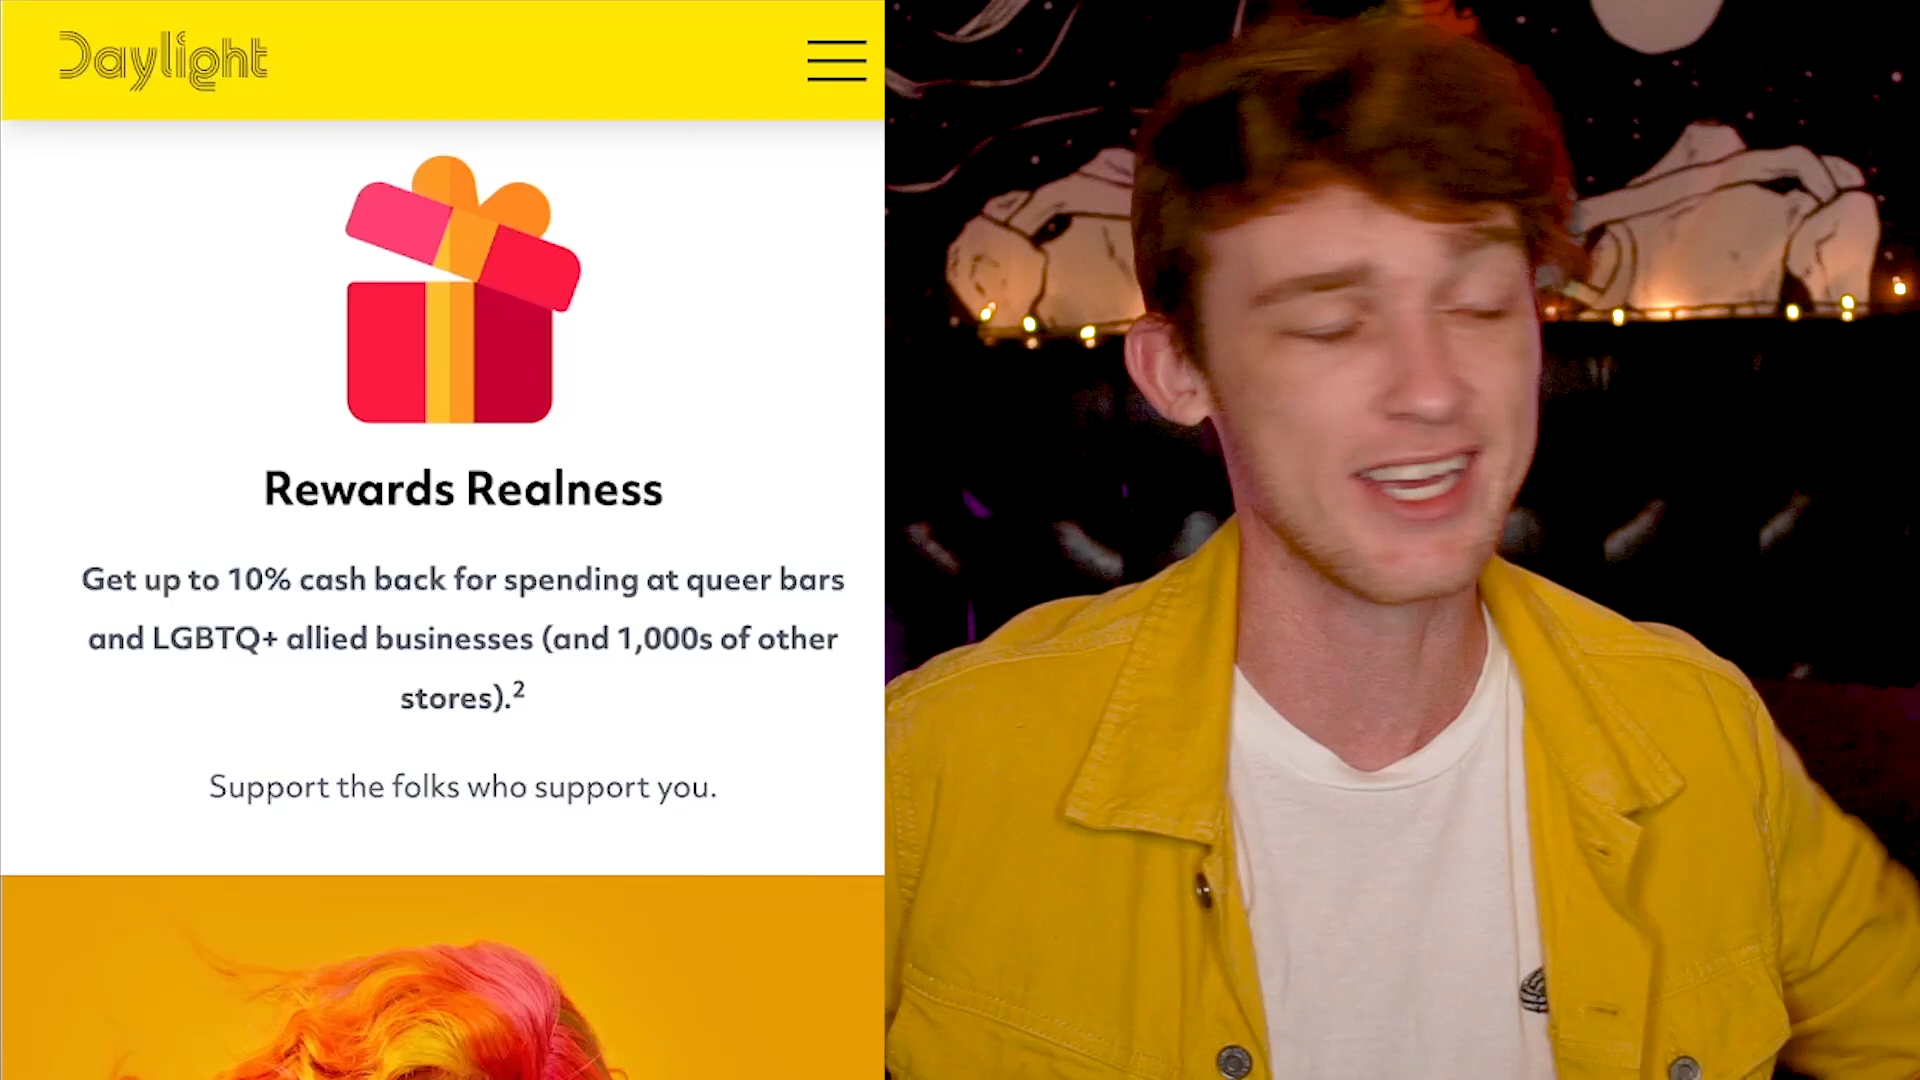 Daylight
Rewards Realness
Get up to 10% cash back for spending at queer bars
and LGBTQ+ allied businesses (and 1,000s of other
stores).²
Support the folks who support you.